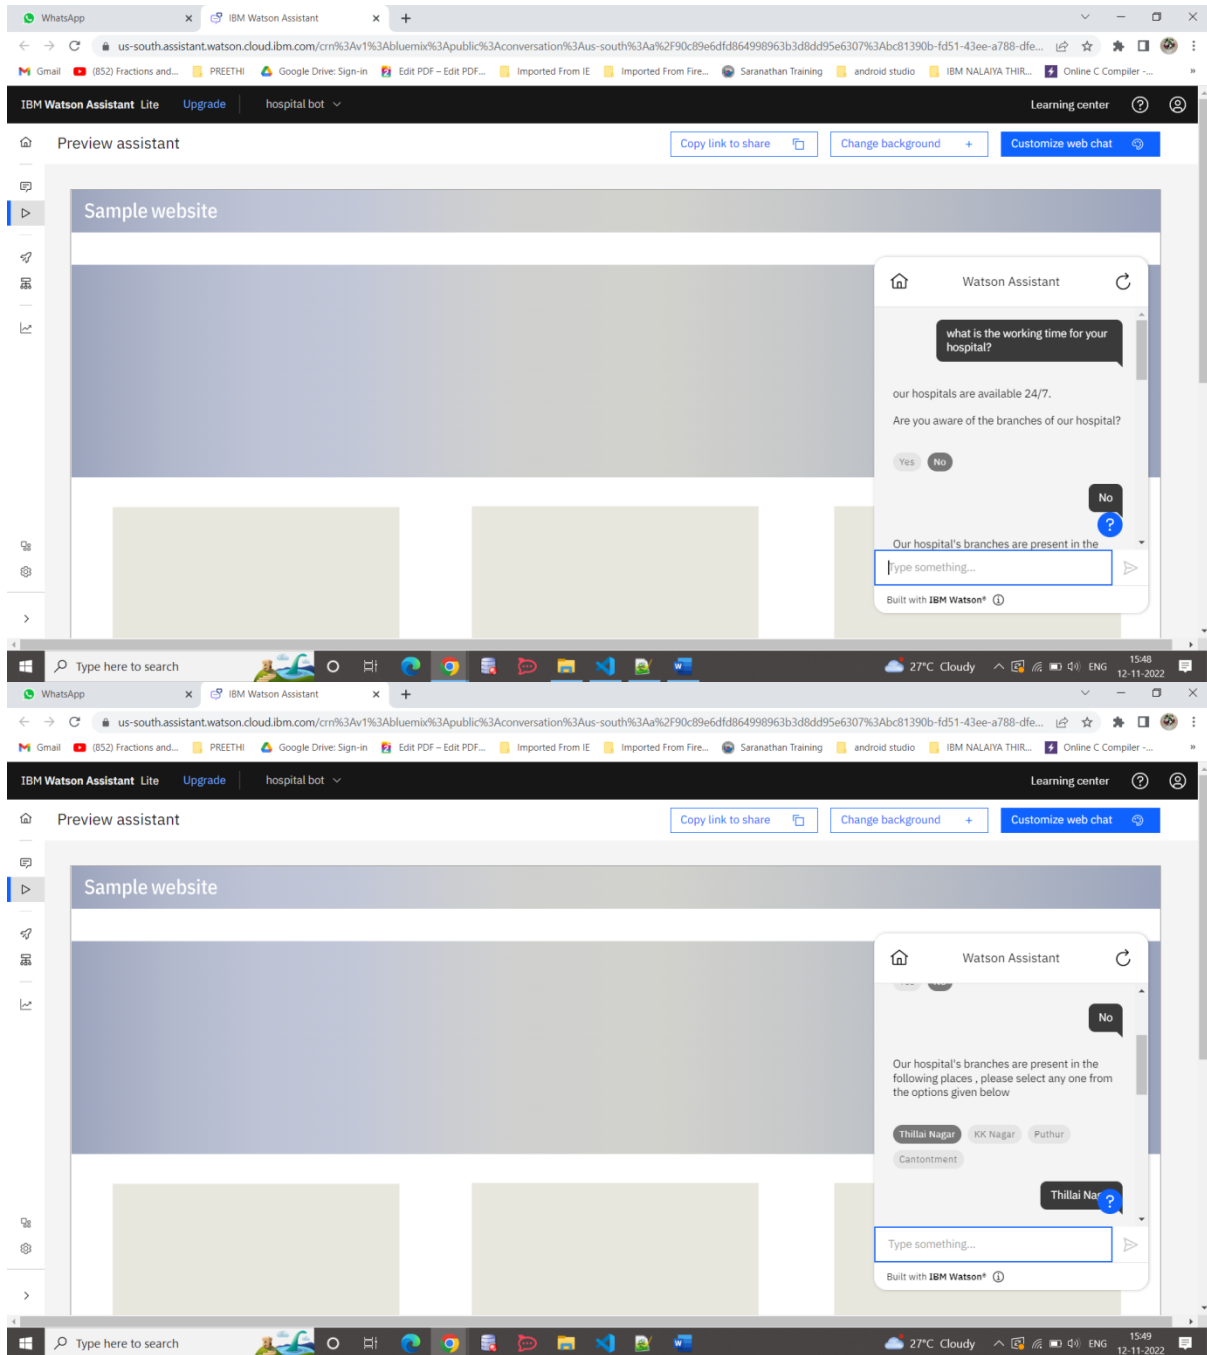 WhatsApp
IBM Watson Assistant
us-south.assistant.watson.cloud.ibm.com/crn%3Av1%3Abluemix%3Apublic%3Aconversation%3Aus-south%3Aa%2F90c89e6dfd864998963b3d8dd95e6307%3Abc81390b-fd51-43ee-a788-dfe...
Gmail (852) Fractions and... PREETHI Google Drive: Sign-in Edit PDF – Edit PDF... Imported From IE Imported From Fire... Saranathan Training android studio IBM NALAIYA THIR... Online C Compiler -... »
IBM Watson Assistant Lite Upgrade hospital bot Learning center
Preview assistant Copy link to share Change background + Customize web chat
Sample website
Watson Assistant
what is the working time for your
hospital?
our hospitals are available 24/7.
Are you aware of the branches of our hospital?
Yes No
No
?
Our hospital's branches are present in the
Type something...
Built with IBM Watson®
Type here to search 27°C Cloudy ENG 15:48
12-11-2022
WhatsApp
IBM Watson Assistant
us-south.assistant.watson.cloud.ibm.com/crn%3Av1%3Abluemix%3Apublic%3Aconversation%3Aus-south%3Aa%2F90c89e6dfd864998963b3d8dd95e6307%3Abc81390b-fd51-43ee-a788-dfe...
Gmail (852) Fractions and... PREETHI Google Drive: Sign-in Edit PDF – Edit PDF... Imported From IE Imported From Fire... Saranathan Training android studio IBM NALAIYA THIR... Online C Compiler -... »
IBM Watson Assistant Lite Upgrade hospital bot Learning center
Preview assistant Copy link to share Change background + Customize web chat
Sample website
Watson Assistant
No
Our hospital's branches are present in the
following places , please select any one from
the options given below
Thillai Nagar KK Nagar Puthur
Cantontment
Thillai Na
?
Type something...
Built with IBM Watson®
Type here to search 27°C Cloudy ENG 15:49
12-11-2022